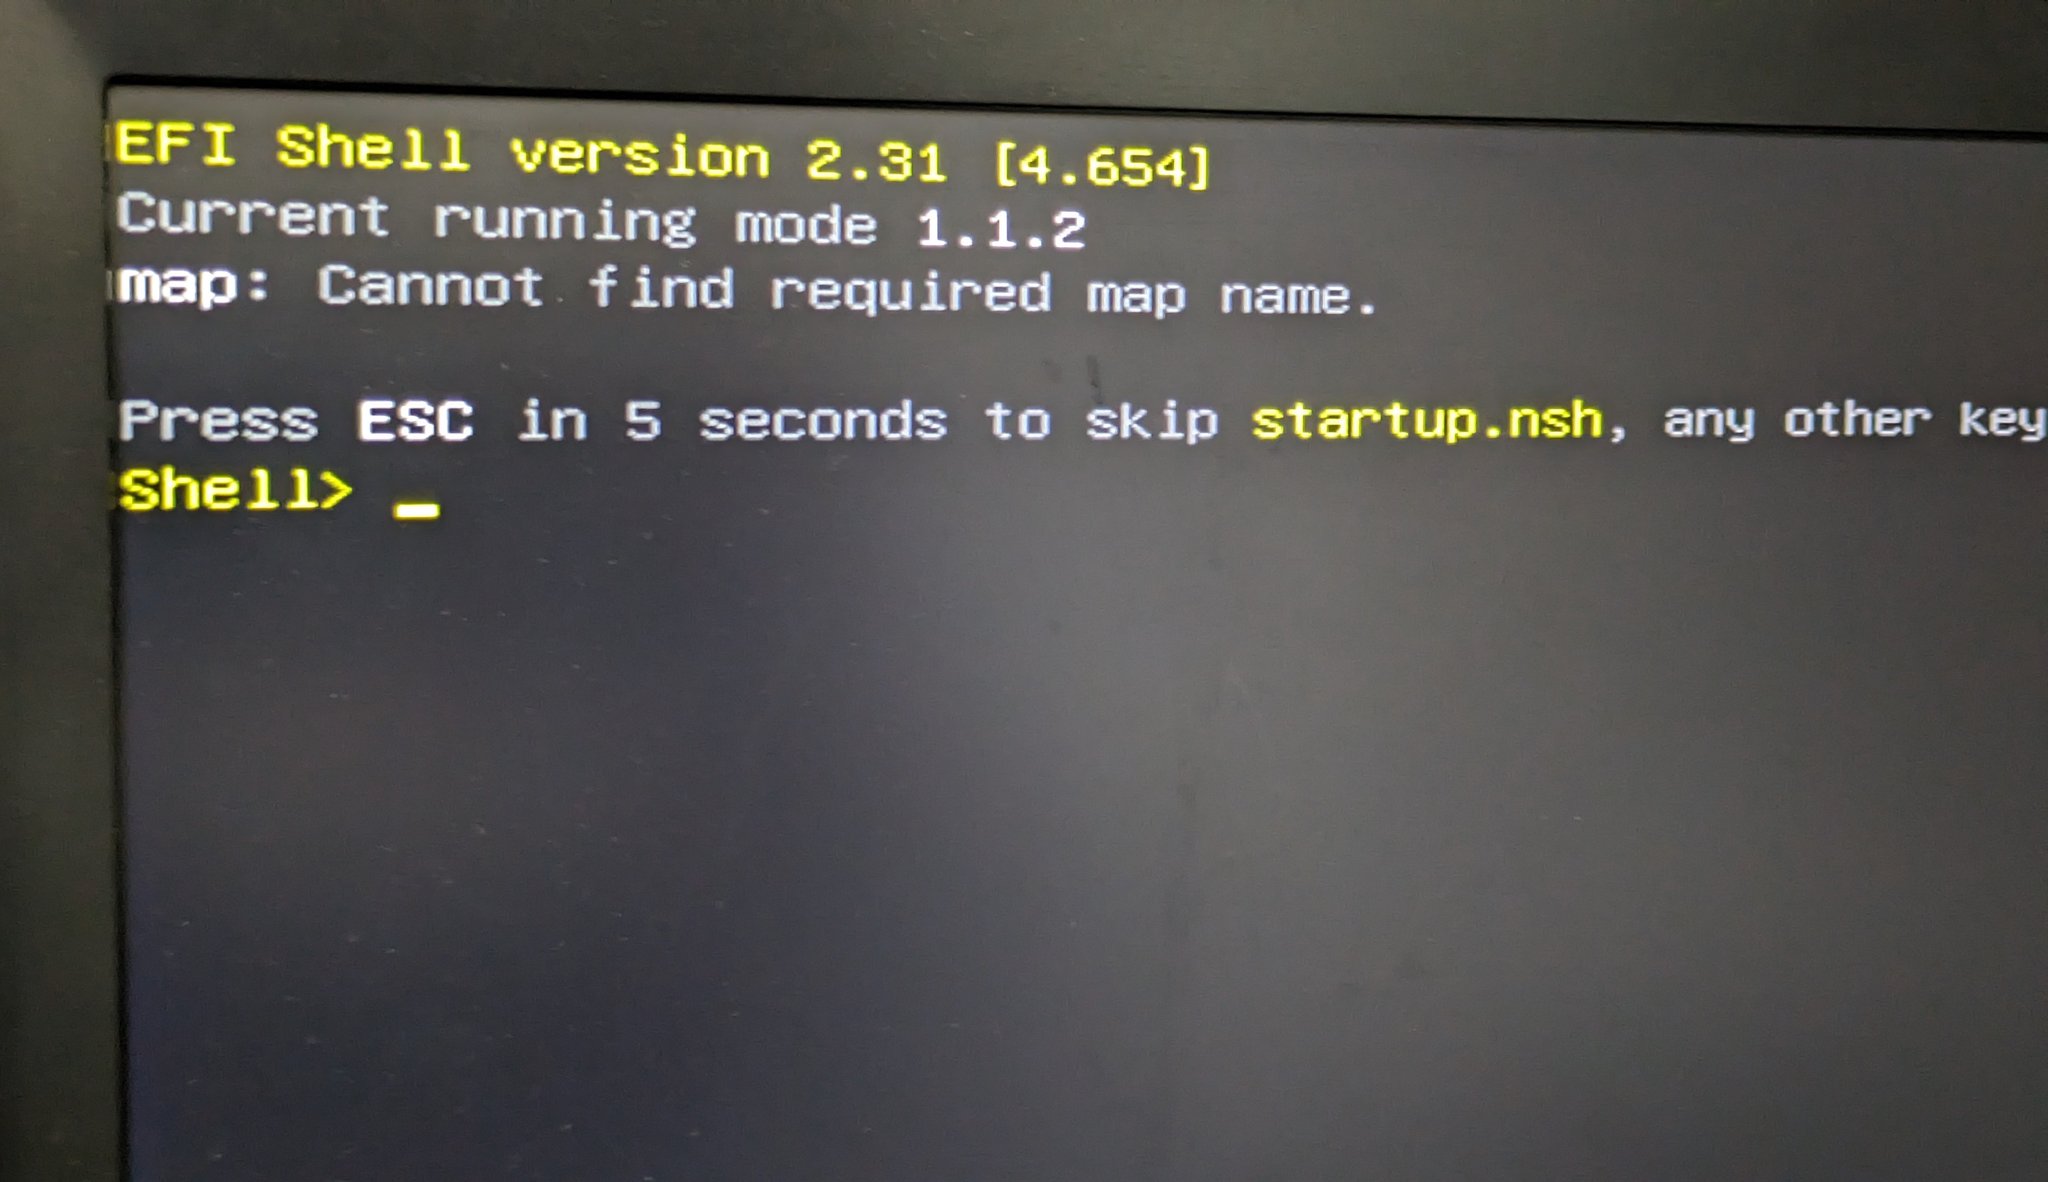 EFI Shell version 2.31 [4.654]
Current running mode 1.1.2
map: Cannot find required map name.
Press ESC in 5 seconds to skip startup.nsh, any other key
Shell> _